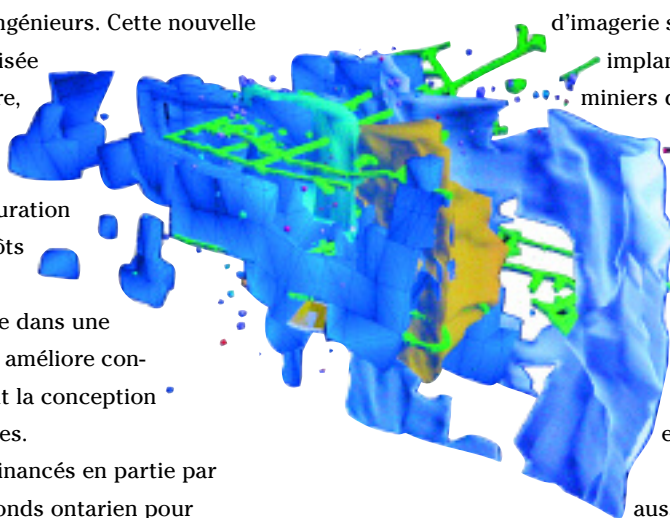 ngénieurs. Cette nouvelle
isée
re,
uration
ôts
e dans une
améliore con-
t la conception
es.
inancés en partie par
onds ontarien pour
d'imagerie s
implan
miniers d
e
aus